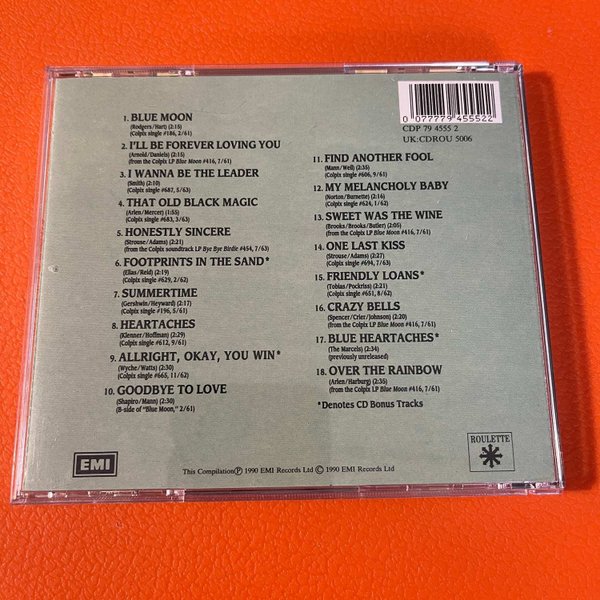 1. BLUE MOON
(Rodgers/Hart) (2:15)
(Colpix single #186, 2/61)
2. I'LL BE FOREVER LOVING YOU
(Arnold/Daniels) (2:15)
(from the Colpix LP Blue Moon #416, 7/61)
3. I WANNA BE THE LEADER
(Smith) (2:10)
(Colpix single #687, 5/63)
4. THAT OLD BLACK MAGIC
(Arlen/Mercer) (1:55)
(Colpix single #683, 3/63)
5. HONESTLY SINCERE
(Strouse/Adams) (2:21)
(from the Colpix soundtrack LP Bye Bye Birdie #454, 7/63)
6. FOOTPRINTS IN THE SAND*
(Elias/Reid) (2:19)
(Colpix single #629, 2/62)
7. SUMMERTIME
(Gershwin/Heyward) (2:17)
(Colpix single #196, 5/61)
8. HEARTACHES
(Klenner/Hoffman) (2:29)
(Colpix single #612, 9/61)
9. ALLRIGHT, OKAY, YOU WIN*
(Wyche/Watts) (2:30)
(Colpix single #665, 11/62)
10. GOODBYE TO LOVE
(Shapiro/Mann) (2:30)
(B-side of "Blue Moon," 2/61)
0 077779 455522
CDP 79 4555 2
UK:CDROU 5006
11. FIND ANOTHER FOOL
(Mann/Weil) (2:35)
(Colpix single #606, 9/61)
12. MY MELANCHOLY BABY
(Norton/Burnette) (2:16)
(Colpix single #624, 1/62)
13. SWEET WAS THE WINE
(Brooks/Brooks/Butler) (2:05)
(from the Colpix LP Blue Moon #416, 7/61)
14. ONE LAST KISS
(Strouse/Adams) (2:27)
(Colpix single #694, 7/63)
15. FRIENDLY LOANS*
(Tobias/Pockriss) (2:21)
(Colpix single #651, 8/62)
16. CRAZY BELLS
(Spencer/Crier/Johnson) (2:20)
(from the Colpix LP Blue Moon #416, 7/61)
17. BLUE HEARTACHES*
(The Marcels) (2:34)
(previously unreleased)
18. OVER THE RAINBOW
(Arlen/Harburg) (2:35)
(from the Colpix LP Blue Moon #416, 7/61)
*Denotes CD Bonus Tracks
EMI
This Compilation Ⓟ 1990 EMI Records Ltd © 1990 EMI Records Ltd
ROULETTE